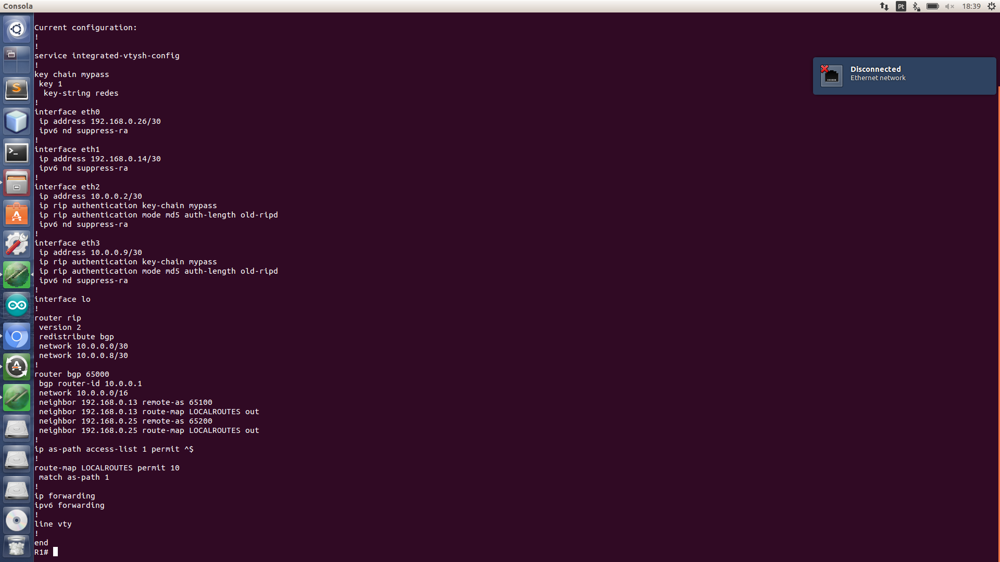 Consola
Pt
18:39
Current configuration:
!
!
service integrated-vtysh-config
!
key chain mypass
 key 1
  key-string redes
!
interface eth0
 ip address 192.168.0.26/30
 ipv6 nd suppress-ra
!
interface eth1
 ip address 192.168.0.14/30
 ipv6 nd suppress-ra
!
interface eth2
 ip address 10.0.0.2/30
 ip rip authentication key-chain mypass
 ip rip authentication mode md5 auth-length old-ripd
 ipv6 nd suppress-ra
!
interface eth3
 ip address 10.0.0.9/30
 ip rip authentication key-chain mypass
 ip rip authentication mode md5 auth-length old-ripd
 ipv6 nd suppress-ra
!
interface lo
!
router rip
 version 2
 redistribute bgp
 network 10.0.0.0/30
 network 10.0.0.8/30
!
router bgp 65000
 bgp router-id 10.0.0.1
 network 10.0.0.0/16
 neighbor 192.168.0.13 remote-as 65100
 neighbor 192.168.0.13 route-map LOCALROUTES out
 neighbor 192.168.0.25 remote-as 65200
 neighbor 192.168.0.25 route-map LOCALROUTES out
!
ip as-path access-list 1 permit ^$
!
route-map LOCALROUTES permit 10
 match as-path 1
!
ip forwarding
ipv6 forwarding
!
line vty
!
end
R1#
Disconnected
Ethernet network